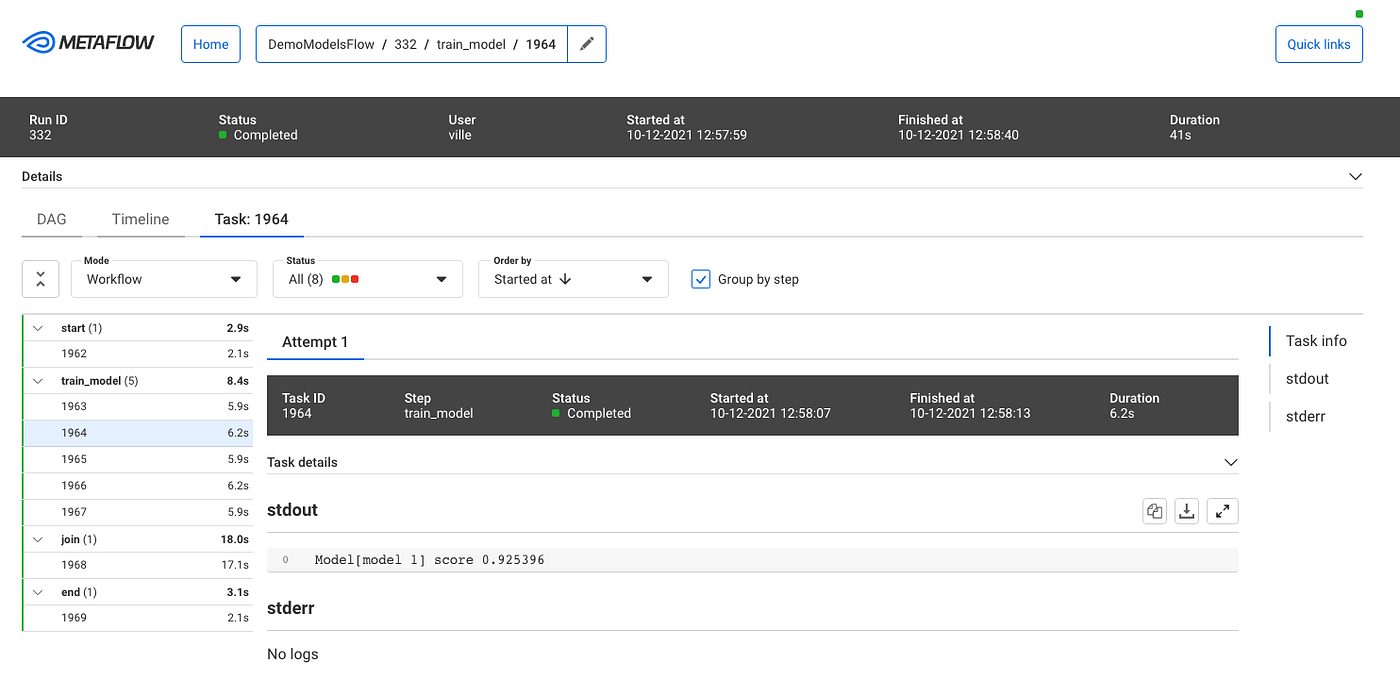 METAFLOW
Home
DemoModelsFlow / 332 / train_model / 1964
Quick links
Run ID Status User Started at Finished at Duration
332 Completed ville 10-12-2021 12:57:59 10-12-2021 12:58:40 41s
Details
DAG Timeline Task: 1964
Mode Status Order by
Workflow All (8) Started at Group by step
start (1) 2.9s
1962 2.1s
train_model (5) 8.4s
1963 5.9s
1964 6.2s
1965 5.9s
1966 6.2s
1967 5.9s
join (1) 18.0s
1968 17.1s
end (1) 3.1s
1969 2.1s
Attempt 1
Task ID Step Status Started at Finished at Duration
1964 train_model Completed 10-12-2021 12:58:07 10-12-2021 12:58:13 6.2s
Task details
stdout
0 Model[model 1] score 0.925396
stderr
No logs
Task info
stdout
stderr